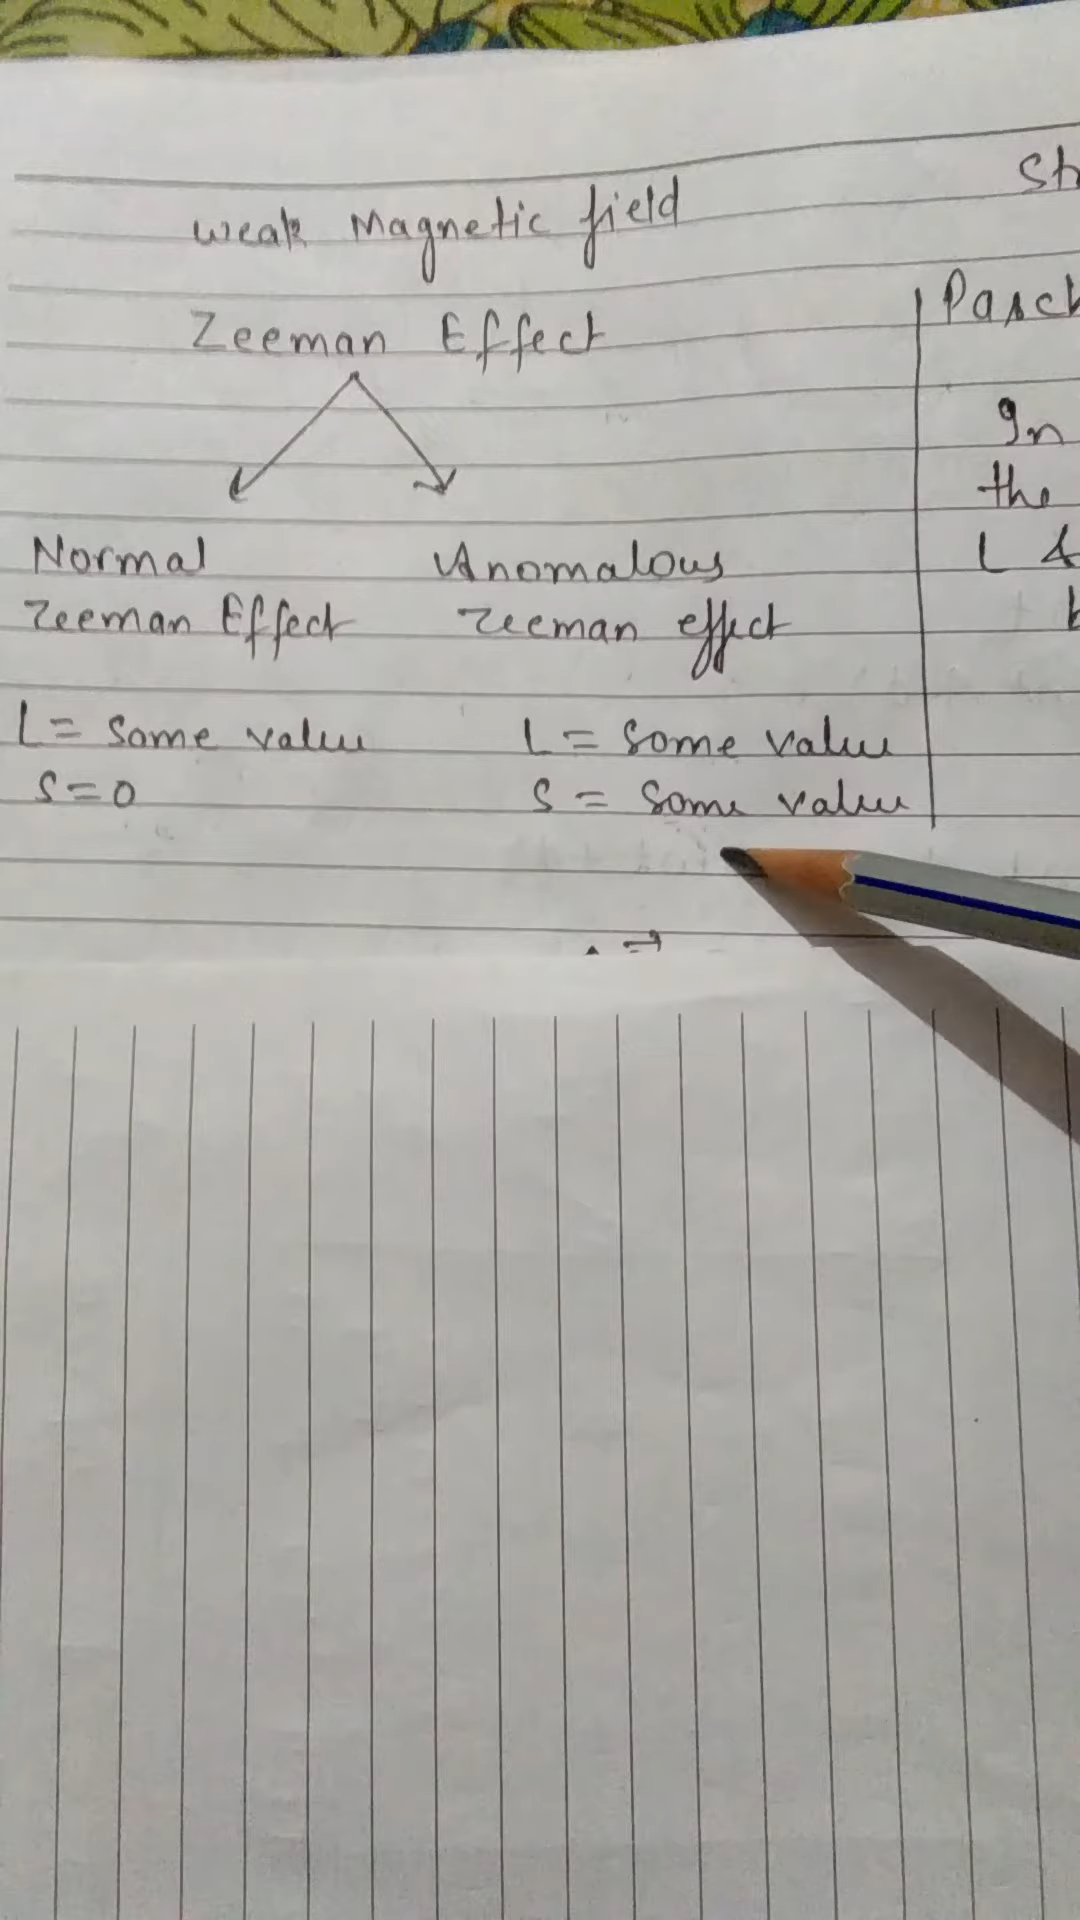 Weak Magnetic field
Zeeman Effect
Normal
Zeeman Effect
L = Some value
S = 0
Anomalous
Zeeman effect
L = Some value
S = Some value
In
the
L &